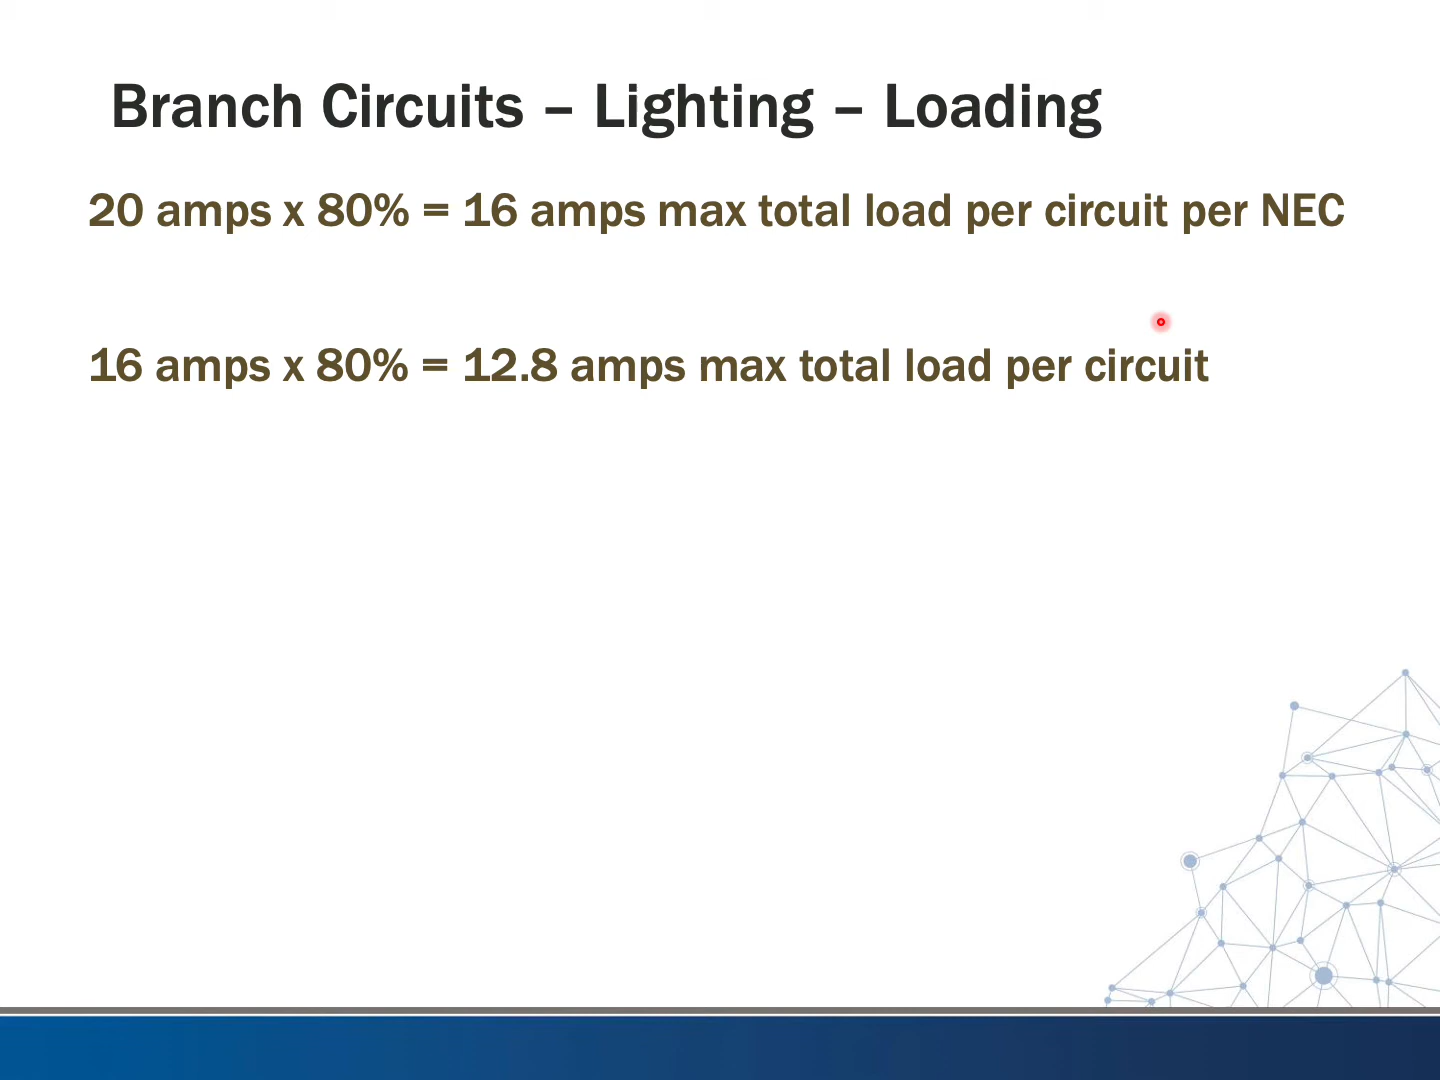 Branch Circuits – Lighting – Loading
20 amps x 80% = 16 amps max total load per circuit per NEC
16 amps x 80% = 12.8 amps max total load per circuit